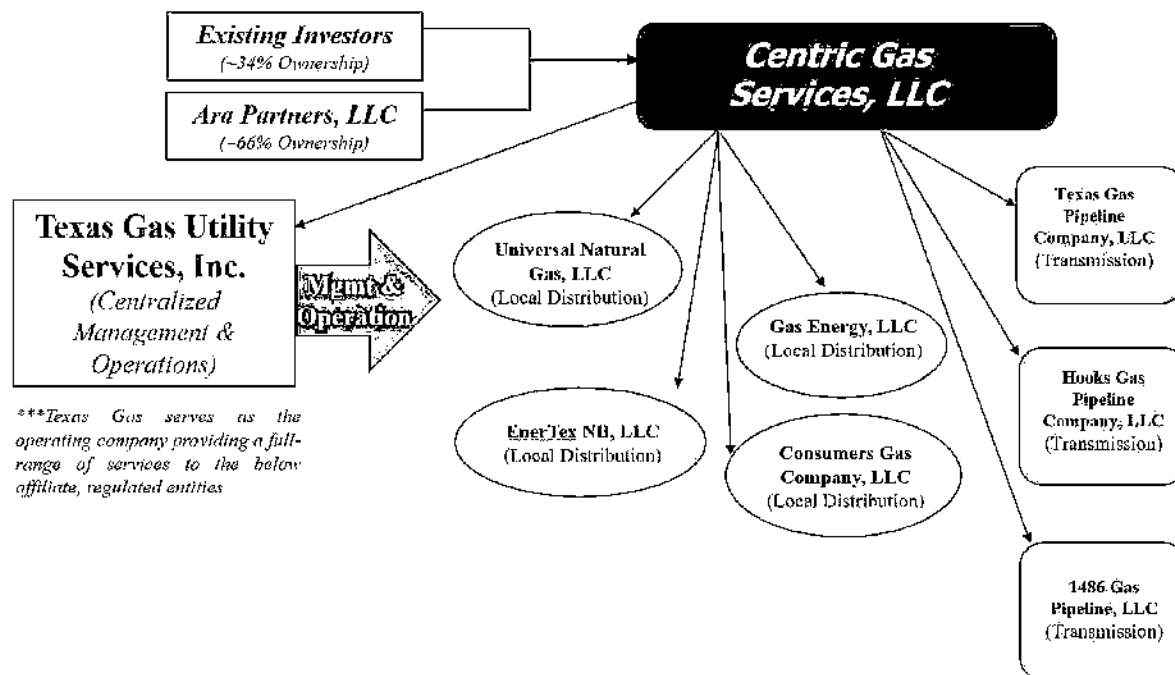 Existing Investors
(~34% Ownership)
Ara Partners, LLC
(~66% Ownership)
Centric Gas
Services, LLC
Texas Gas Utility
Services, Inc.
(Centralized
Management &
Operations)
Mgmt &
Operation
***Texas Gas serves as the
operating company providing a full-
range of services to the below
affiliate, regulated entities
Universal Natural
Gas, LLC
(Local Distribution)
Gas Energy, LLC
(Local Distribution)
EnerTex NB, LLC
(Local Distribution)
Consumers Gas
Company, LLC
(Local Distribution)
Texas Gas
Pipeline
Company, LLC
(Transmission)
Hooks Gas
Pipeline
Company, LLC
(Transmission)
1486 Gas
Pipeline, LLC
(Transmission)